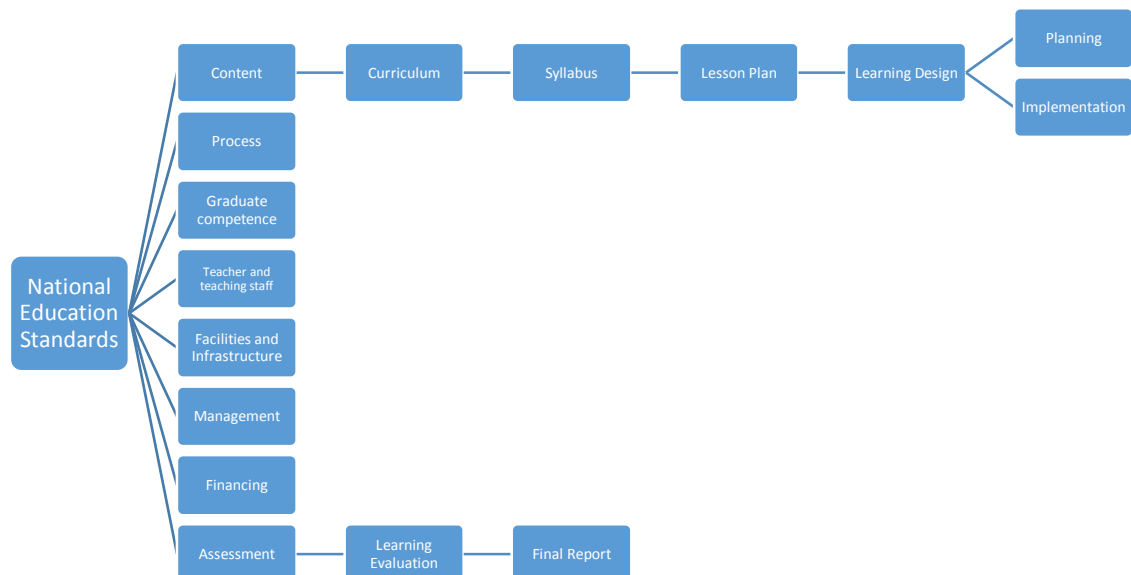 National
Education
Standards
Content
Curriculum
Syllabus
Lesson Plan
Learning Design
Planning
Implementation
Process
Graduate
competence
Teacher and
teaching staff
Facilities and
Infrastructure
Management
Financing
Assessment
Learning
Evaluation
Final Report